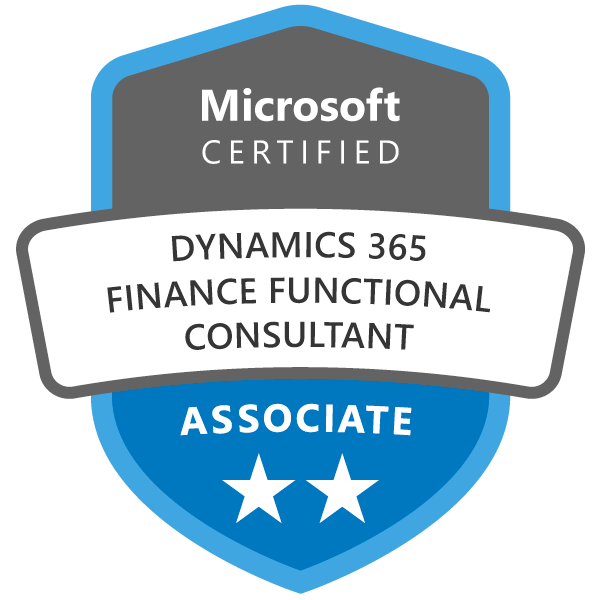 Microsoft
CERTIFIED
DYNAMICS 365
FINANCE FUNCTIONAL
CONSULTANT
ASSOCIATE